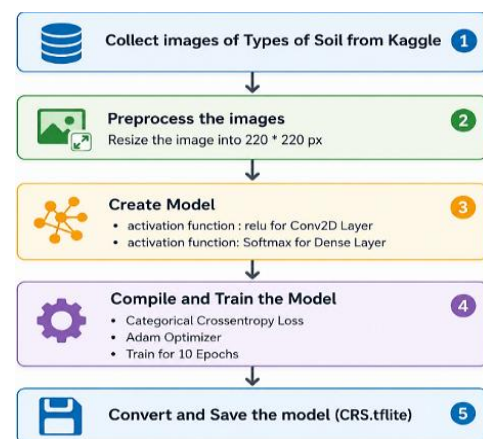 Collect images of Types of Soil from Kaggle 1
Preprocess the images 2
Resize the image into 220 * 220 px
Create Model 3
• activation function : relu for Conv2D Layer
• activation function: Softmax for Dense Layer
Compile and Train the Model 4
• Categorical Crossentropy Loss
• Adam Optimizer
• Train for 10 Epochs
Convert and Save the model (CRS.tflite) 5